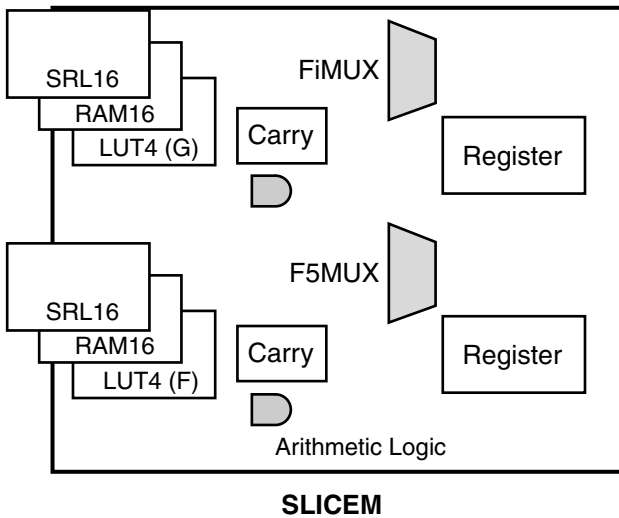 SRL16
RAM16
LUT4 (G)
Carry
FiMUX
Register
SRL16
RAM16
LUT4 (F)
Carry
F5MUX
Register
Arithmetic Logic
SLICEM